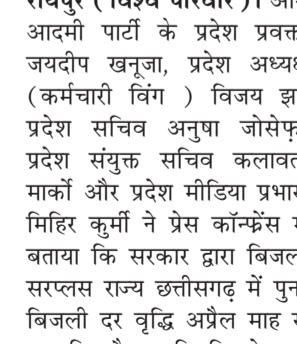 रायपुर ( विश्व परिवार )। आ
आदमी पार्टी के प्रदेश प्रवक्त
जयदीप खनूजा, प्रदेश अध्यक्ष
(कर्मचारी विंग ) विजय झ
प्रदेश सचिव अनुषा जोसेफ
प्रदेश संयुक्त सचिव कलावत
मार्को और प्रदेश मीडिया प्रभार
मिहिर कुर्मी ने प्रेस कॉन्फ्रेंस
बताया कि सरकार द्वारा बिजल
सरप्लस राज्य छत्तीसगढ़ में पुन
बिजली दर वृद्धि अप्रैल माह